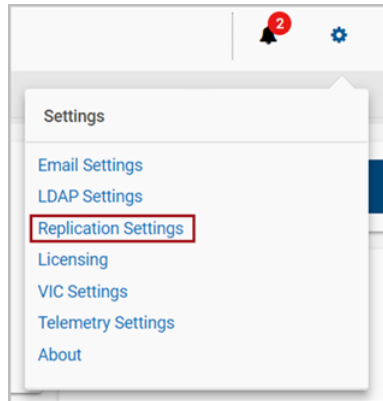 2
Settings
Email Settings
LDAP Settings
Replication Settings
Licensing
VIC Settings
Telemetry Settings
About